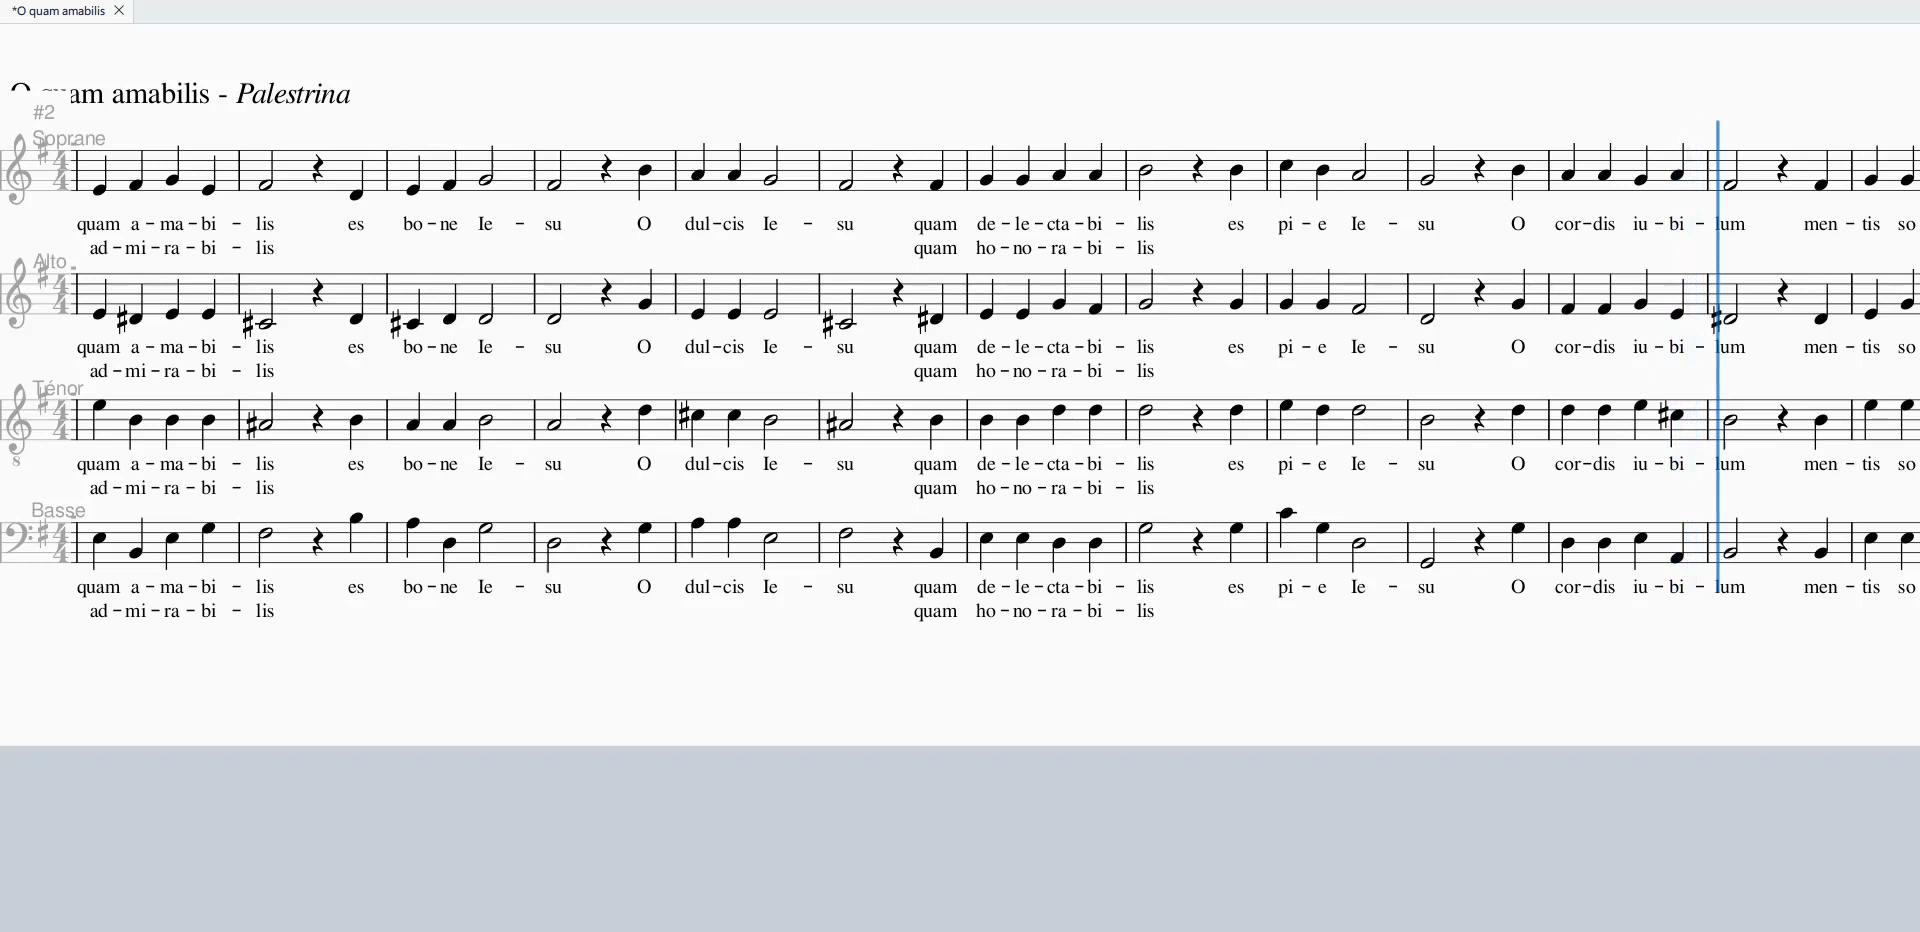 *O quam amabilis
O quam amabilis - Palestrina
#2
Soprane
quam a - ma - bi - lis es bo - ne Ie - su O dul - cis Ie - su quam de - le - cta - bi - lis es pi - e Ie - su O cor - dis iu - bi - lum men - tis so
ad - mi - ra - bi - lis quam ho - no - ra - bi - lis
Alto
quam a - ma - bi - lis es bo - ne Ie - su O dul - cis Ie - su quam de - le - cta - bi - lis es pi - e Ie - su O cor - dis iu - bi - lum men - tis so
ad - mi - ra - bi - lis quam ho - no - ra - bi - lis
Ténor
8
quam a - ma - bi - lis es bo - ne Ie - su O dul - cis Ie - su quam de - le - cta - bi - lis es pi - e Ie - su O cor - dis iu - bi - lum men - tis so
ad - mi - ra - bi - lis quam ho - no - ra - bi - lis
Basse
quam a - ma - bi - lis es bo - ne Ie - su O dul - cis Ie - su quam de - le - cta - bi - lis es pi - e Ie - su O cor - dis iu - bi - lum men - tis so
ad - mi - ra - bi - lis quam ho - no - ra - bi - lis